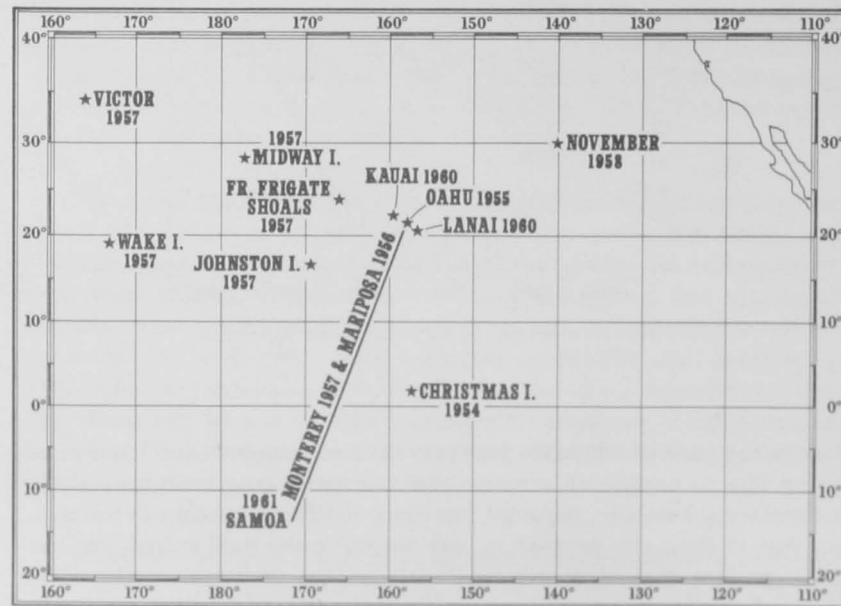 160° 170° 180° 170° 160° 150° 140° 130° 120° 110°
40° 40°
★ VICTOR
1957
30° 30°
1957
★ MIDWAY I.
★ NOVEMBER
1958
KAUAI 1960
FR. FRIGATE ★
SHOALS
1957
OAHU 1955
LANAI 1960
20° 20°
★ WAKE I.
1957
JOHNSTON I. ★
1957
MONTEREY 1957 & MARIPOSA 1956
10° 10°
★ CHRISTMAS I.
1954
0° 0°
10° 10°
1961
SAMOA
20° 20°
160° 170° 180° 170° 160° 150° 140° 130° 120° 110°